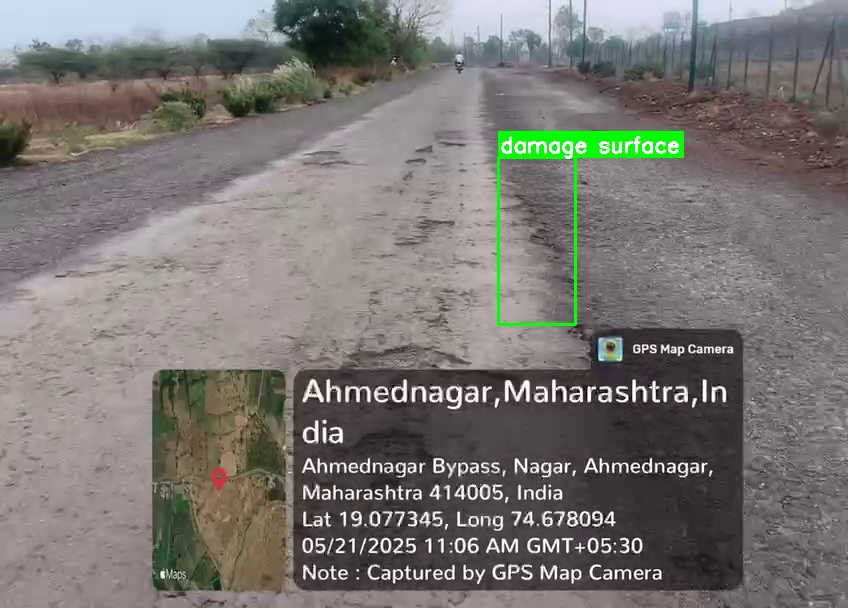 damage surface
GPS Map Camera
Ahmednagar,Maharashtra,In
dia
Ahmednagar Bypass, Nagar, Ahmednagar,
Maharashtra 414005, India
Lat 19.077345, Long 74.678094
05/21/2025 11:06 AM GMT+05:30
Note : Captured by GPS Map Camera
Maps